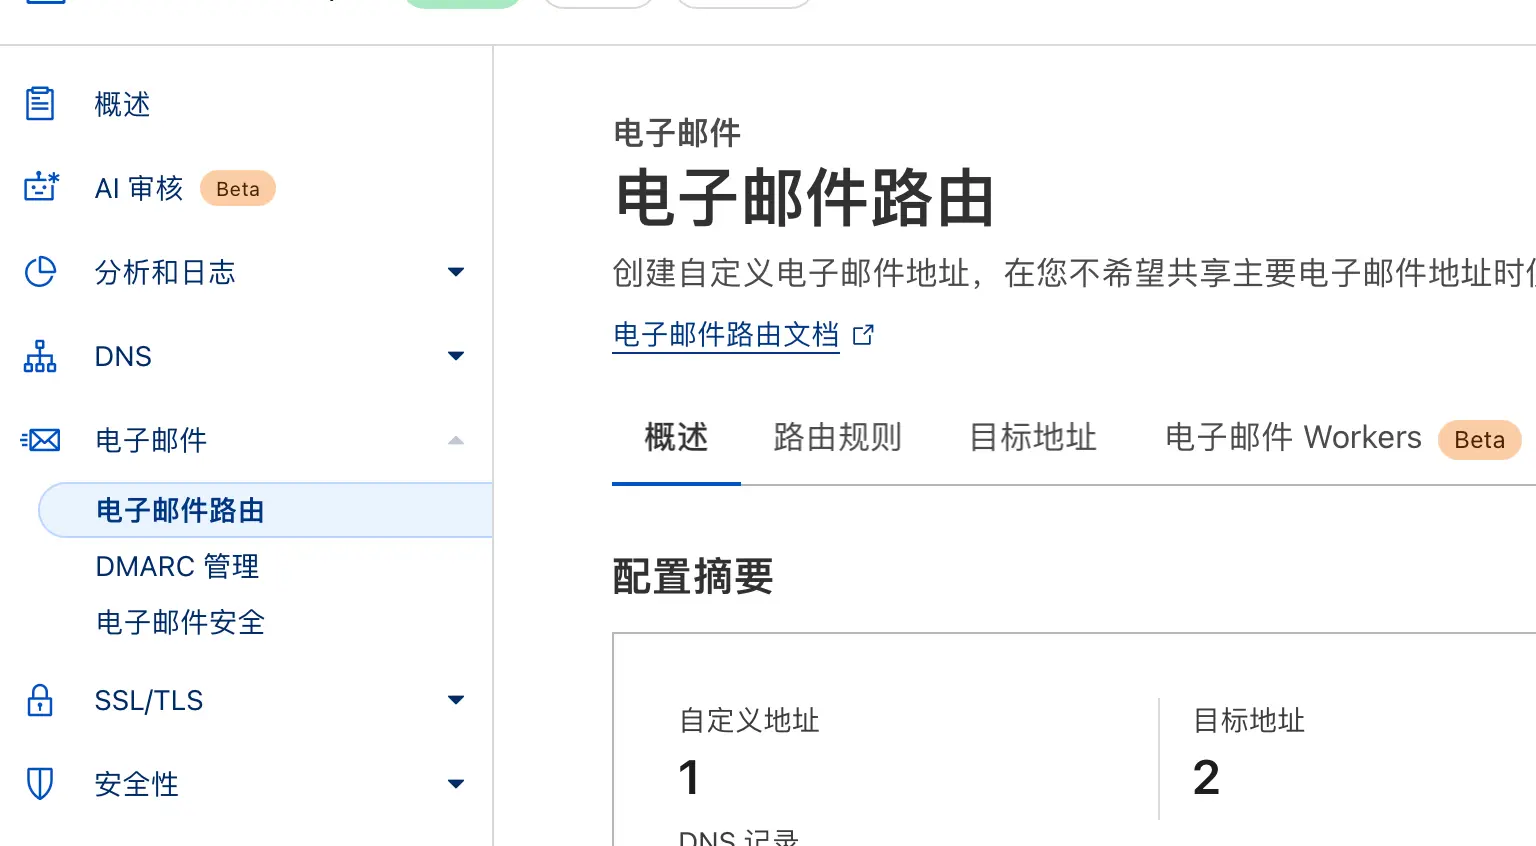 概述
AI 审核 Beta
分析和日志
DNS
电子邮件
电子邮件路由
DMARC 管理
电子邮件安全
SSL/TLS
安全性
电子邮件
电子邮件路由
创建自定义电子邮件地址，在您不希望共享主要电子邮件地址时
电子邮件路由文档
概述 路由规则 目标地址 电子邮件 Workers Beta
配置摘要
自定义地址 目标地址
1 2
DNS 记录